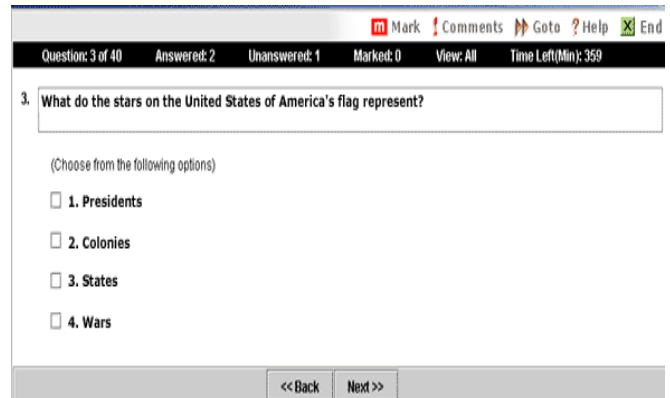 m Mark ! Comments Goto ? Help X End
Question: 3 of 40 Answered: 2 Unanswered: 1 Marked: 0 View: All Time Left(Min): 359
3. What do the stars on the United States of America's flag represent?
(Choose from the following options)
1. Presidents
2. Colonies
3. States
4. Wars
<< Back Next >>